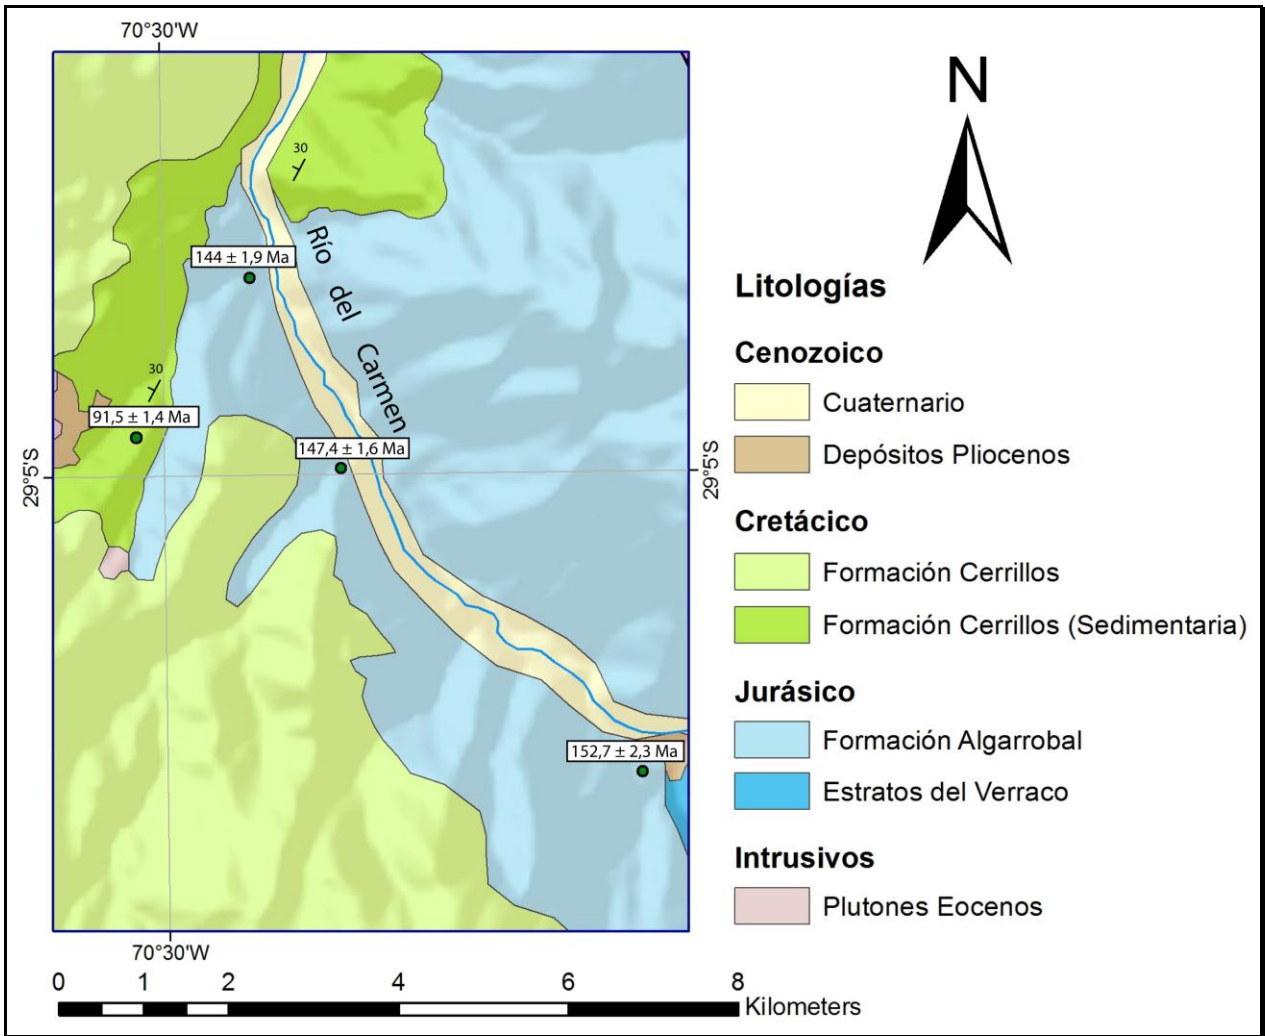 70°30'W
N
30
Río del Carmen
144 ± 1,9 Ma
30
91,5 ± 1,4 Ma
147,4 ± 1,6 Ma
29°5'S
29°5'S
152,7 ± 2,3 Ma
70°30'W
Litologías
Cenozoico
Cuaternario
Depósitos Pliocenos
Cretácico
Formación Cerrillos
Formación Cerrillos (Sedimentaria)
Jurásico
Formación Algarrobal
Estratos del Verraco
Intrusivos
Plutones Eocenos
0 1 2 4 6 8
Kilometers